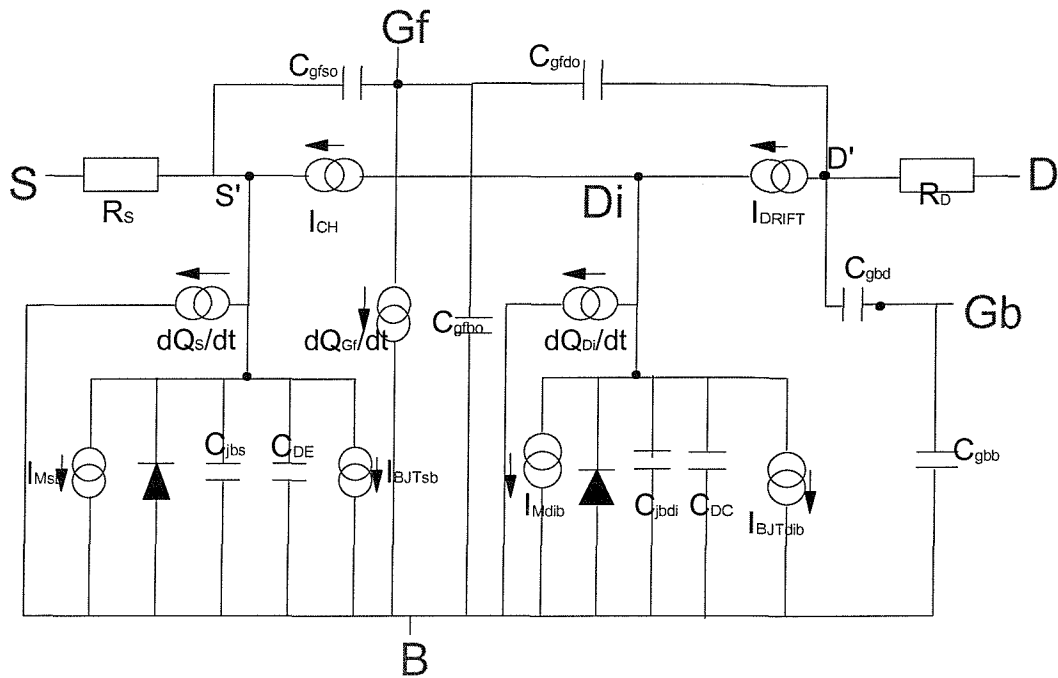 Gf
Cgfso
Cgfdo
S
RS
S'
ICH
Di
IDRIFT
D'
RD
D
Cgbd
Gb
dQS/dt
dQGf/dt
Cgfbo
dQDi/dt
Cjbs
CDE
IBJTsb
IMdib
Cjbdi
CDC
IBJTdib
Cgbb
B